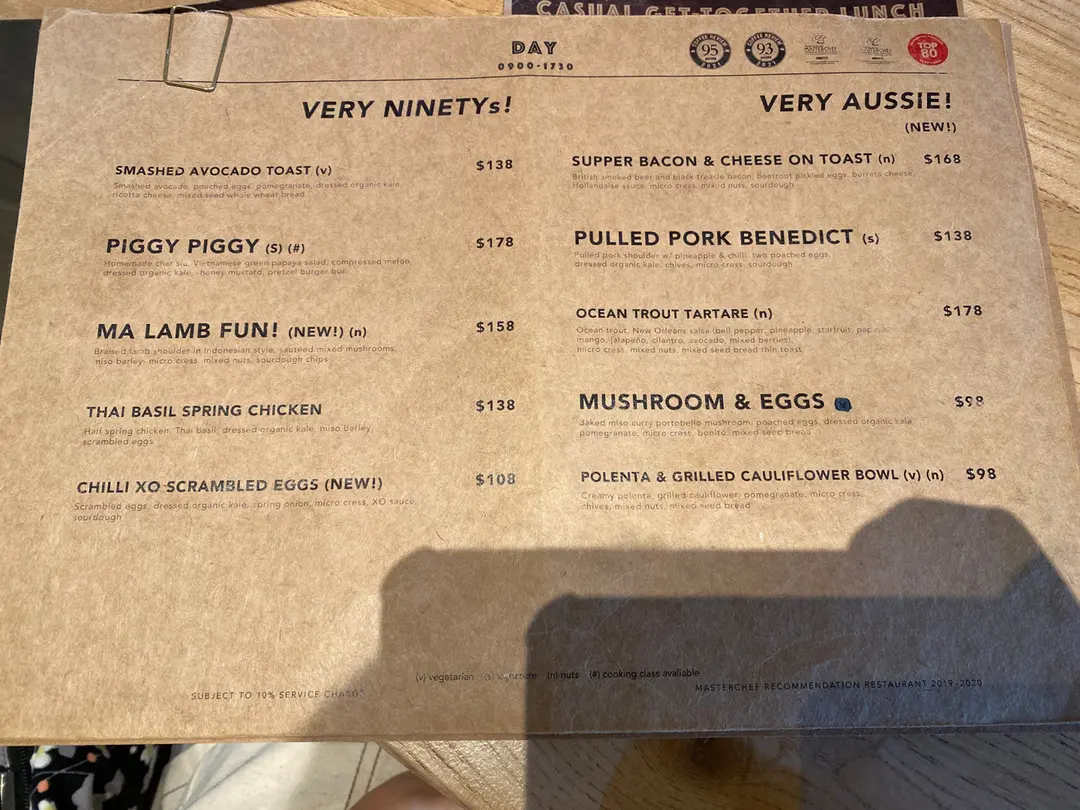 CASUAL GET-TOGETHER LUNCH
DAY
0900-1730
COFFEE REVIEW
95
2021
COFFEE REVIEW
93
2021
TOP
80
VERY NINETYs!
SMASHED AVOCADO TOAST (v) $138
Smashed avocado, poached eggs, pomegranate, dressed organic kale,
ricotta cheese, mixed seed whole wheat bread
PIGGY PIGGY (S) (#) $178
Homemade char siu, Vietnamese green papaya salad, compressed melon,
dressed organic kale, honey mustard, pretzel burger bun
MA LAMB FUN! (NEW!) (n) $158
Braised lamb shoulder in Indonesian style, sautéed mixed mushrooms,
miso barley, micro cress, mixed nuts, sourdough chips
THAI BASIL SPRING CHICKEN $138
Half spring chicken, Thai basil, dressed organic kale, miso barley,
scrambled eggs
CHILLI XO SCRAMBLED EGGS (NEW!) $108
Scrambled eggs, dressed organic kale, spring onion, micro cress, XO sauce,
sourdough
VERY AUSSIE!
(NEW!)
SUPPER BACON & CHEESE ON TOAST (n) $168
British smoked beer and black treacle bacon, beetroot pickled eggs, burrata cheese,
Hollandaise sauce, micro cress, mixed nuts, sourdough
PULLED PORK BENEDICT (s) $138
Pulled pork shoulder w/ pineapple & chilli, two poached eggs,
dressed organic kale, chives, micro cress, sourdough
OCEAN TROUT TARTARE (n) $178
Ocean trout, New Orleans salsa (bell pepper, pineapple, starfruit, papaya,
mango, jalapeño, cilantro, avocado, mixed berries),
micro cress, mixed nuts, mixed seed bread thin toast
MUSHROOM & EGGS $98
Baked miso curry portobello mushroom, poached eggs, dressed organic kale
pomegranate, micro cress, bonito, mixed seed bread
POLENTA & GRILLED CAULIFLOWER BOWL (v) (n) $98
Creamy polenta, grilled cauliflower, pomegranate, micro cress,
chives, mixed nuts, mixed seed bread
(v) vegetarian (s) signature (n) nuts (#) cooking class available
SUBJECT TO 10% SERVICE CHARGE
MASTERCHEF RECOMMENDATION RESTAURANT 2019-2020